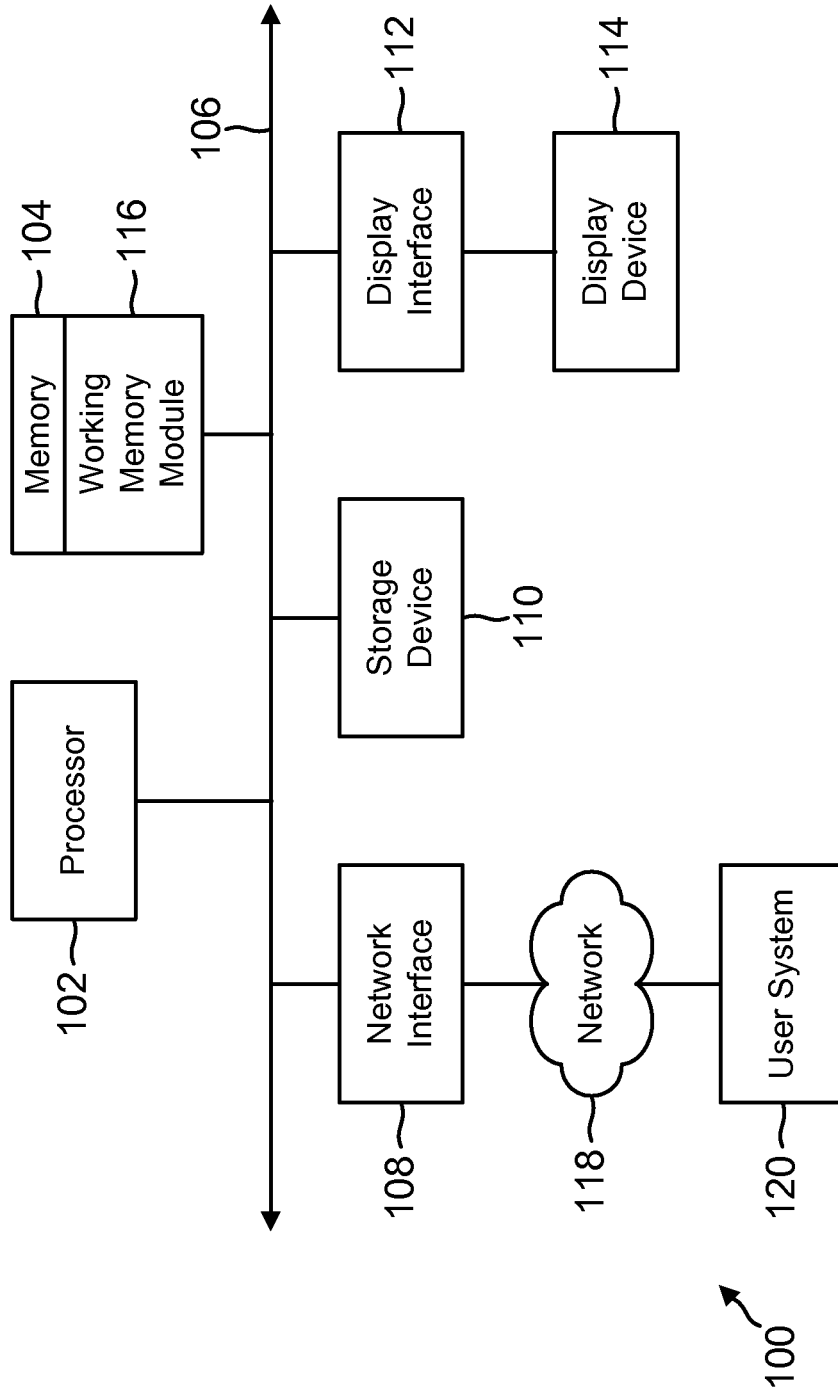 Processor
102
Memory
104
Working
Memory
Module
116
106
Network
Interface
108
Storage
Device
110
Display
Interface
112
Network
118
Display
Device
114
User System
120
100